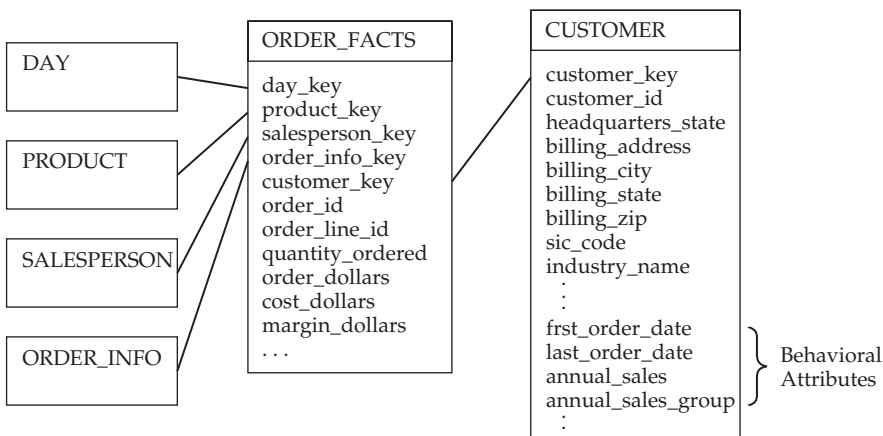 DAY
PRODUCT
SALESPERSON
ORDER_INFO
ORDER_FACTS
day_key
product_key
salesperson_key
order_info_key
customer_key
order_id
order_line_id
quantity_ordered
order_dollars
cost_dollars
margin_dollars
. . .
CUSTOMER
customer_key
customer_id
headquarters_state
billing_address
billing_city
billing_state
billing_zip
sic_code
industry_name
:
frst_order_date
last_order_date
annual_sales
annual_sales_group
:
Behavioral
Attributes